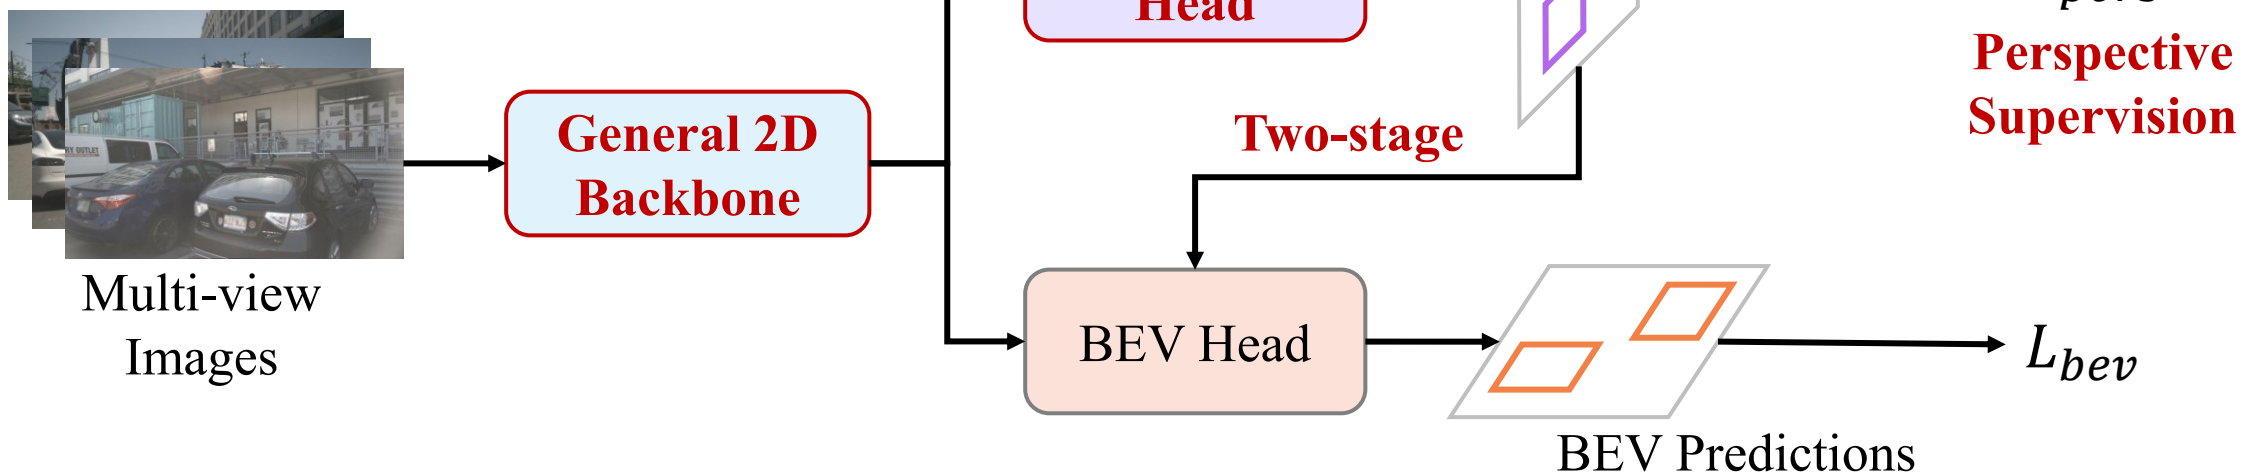 Head
Perspective
Supervision
General 2D
Backbone
Two-stage
Multi-view
Images
BEV Head
L_bev
BEV Predictions